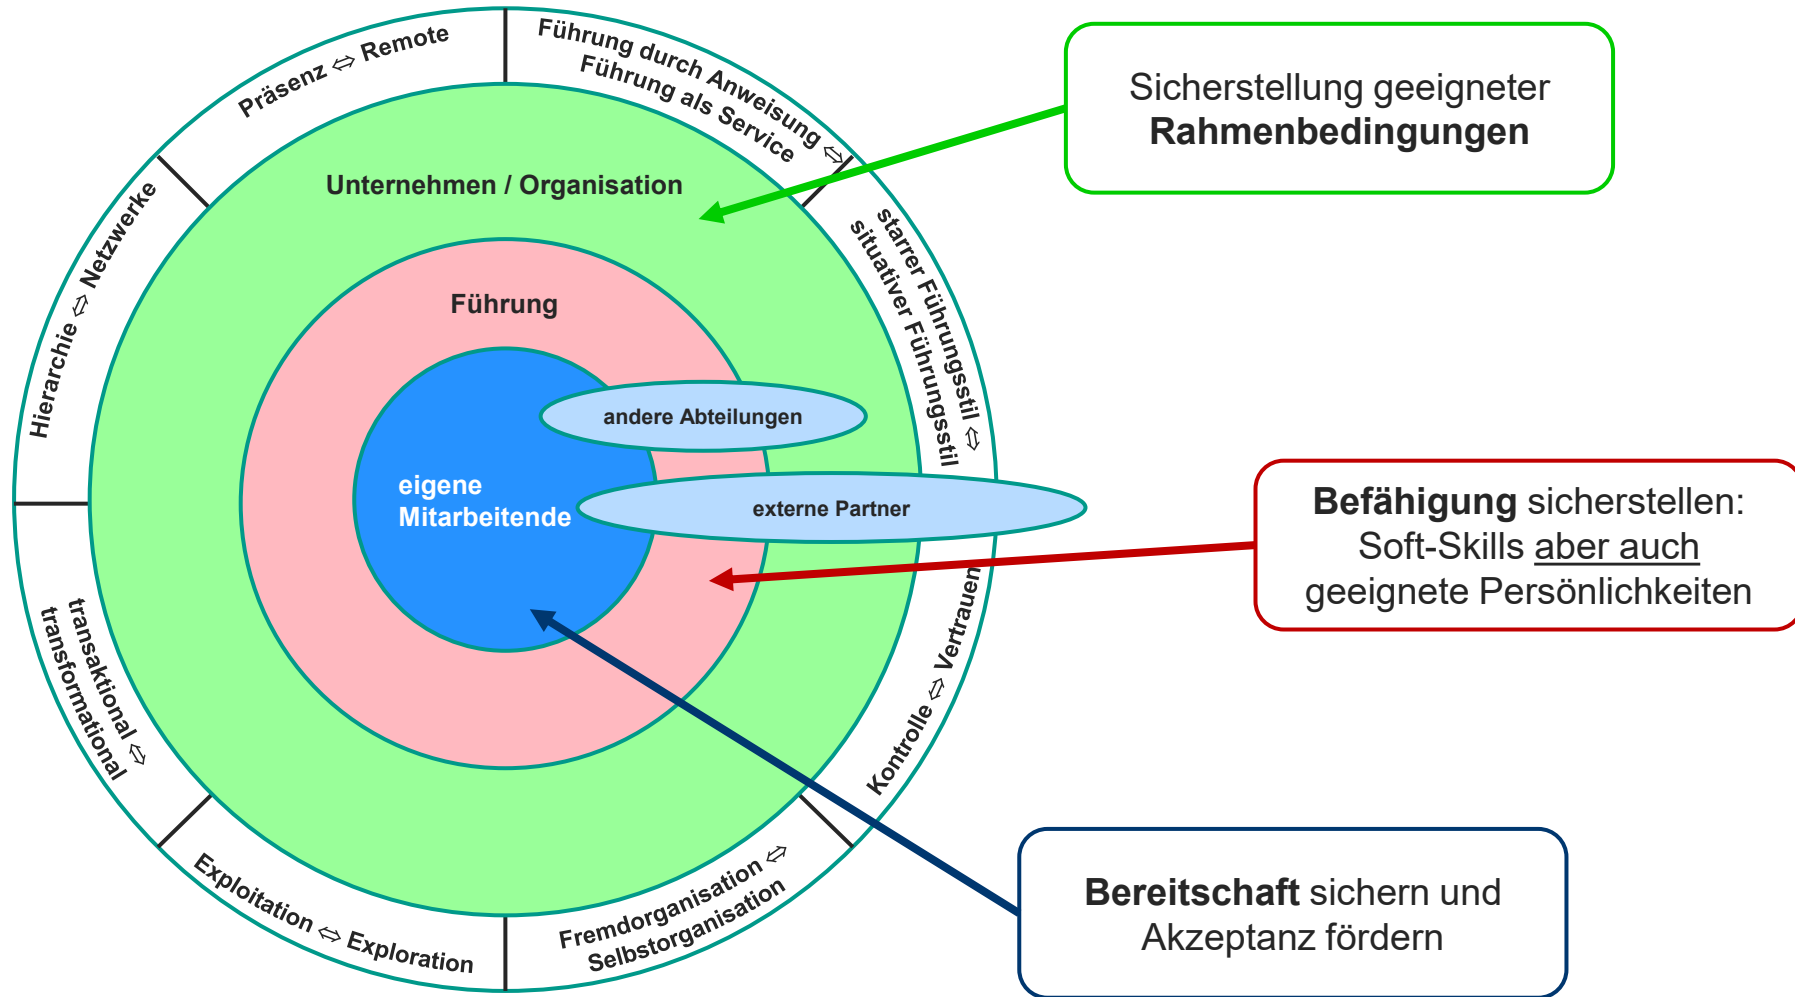 Präsenz ⇔ Remote
Führung durch Anweisung ⇔
Führung als Service
Sicherstellung geeigneter
Rahmenbedingungen
Unternehmen / Organisation
Hierarchie ⇔ Netzwerke
starrer Führungsstil ⇔
situativer Führungsstil
Führung
andere Abteilungen
eigene
Mitarbeitende
externe Partner
Befähigung sicherstellen:
Soft-Skills aber auch
geeignete Persönlichkeiten
transaktional ⇔
transformational
Kontrolle ⇔ Vertrauen
Exploitation ⇔ Exploration
Fremdorganisation ⇔
Selbstorganisation
Bereitschaft sichern und
Akzeptanz fördern